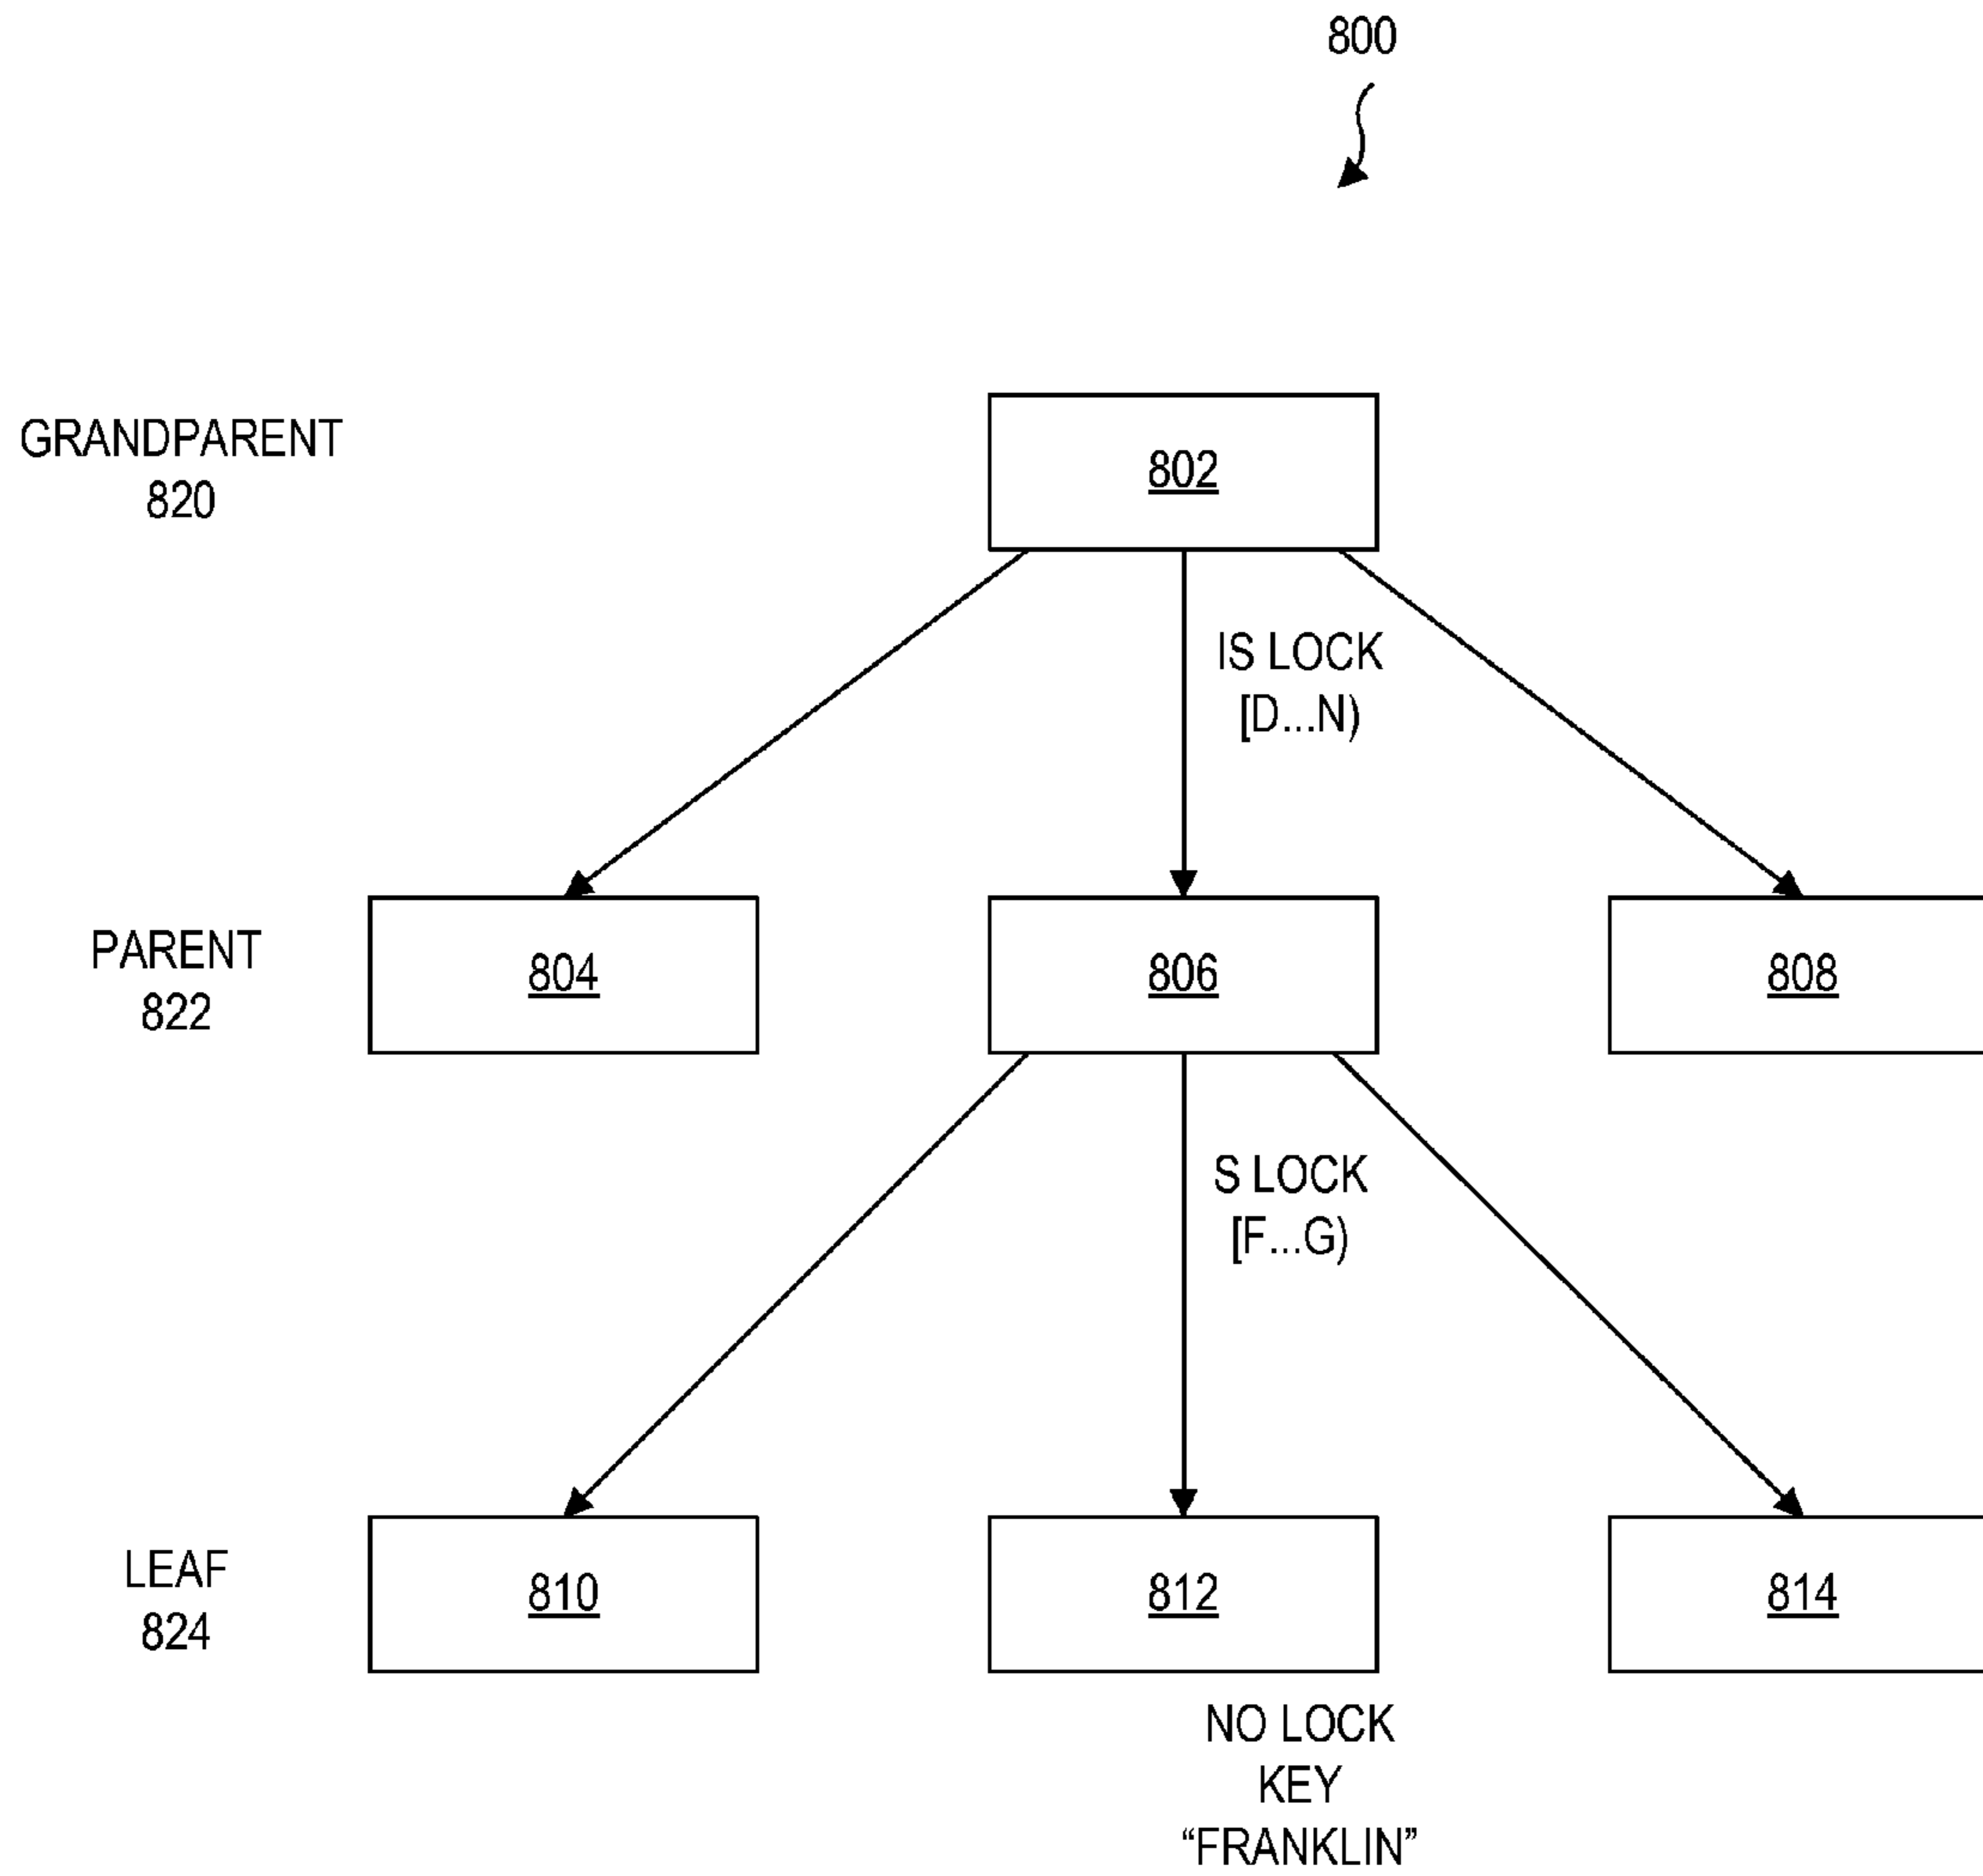 800
GRANDPARENT
820
802
IS LOCK
[D...N)
PARENT
822
804
806
808
S LOCK
[F...G)
LEAF
824
810
812
814
NO LOCK
KEY
“FRANKLIN”